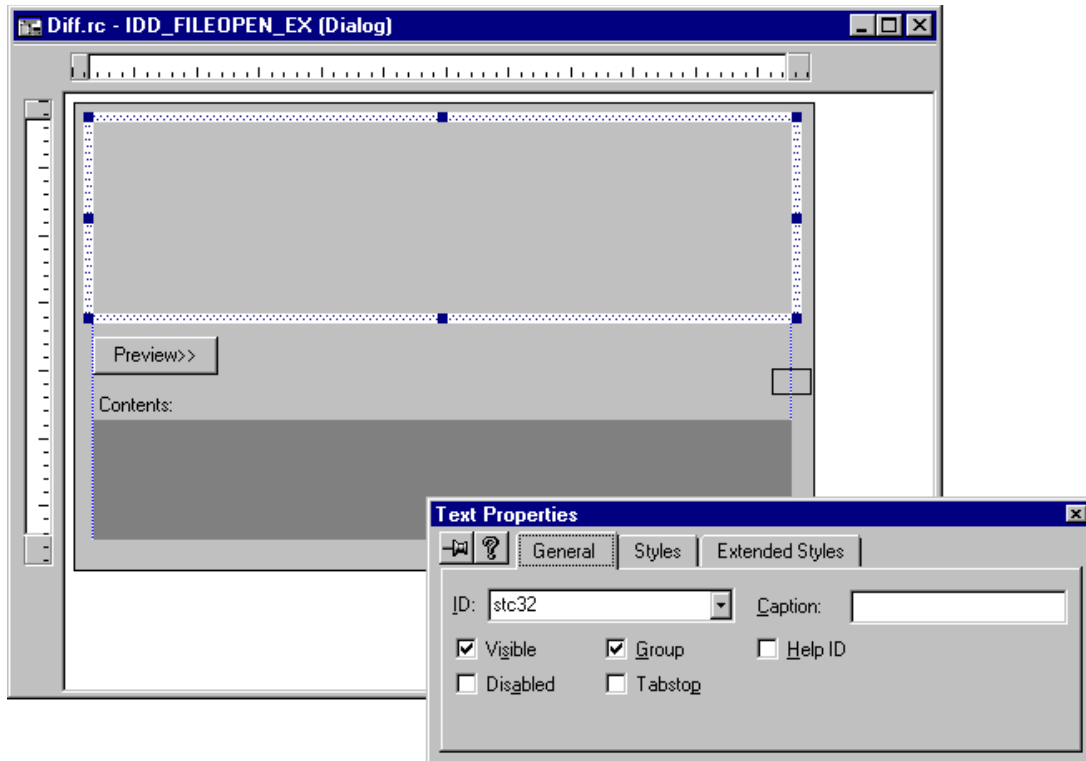 Diff.rc - IDD_FILEOPEN_EX (Dialog)
Preview>>
Contents:
Text Properties
General Styles Extended Styles
ID: stc32 Caption:
Visible Group Help ID
Disabled Tabstop